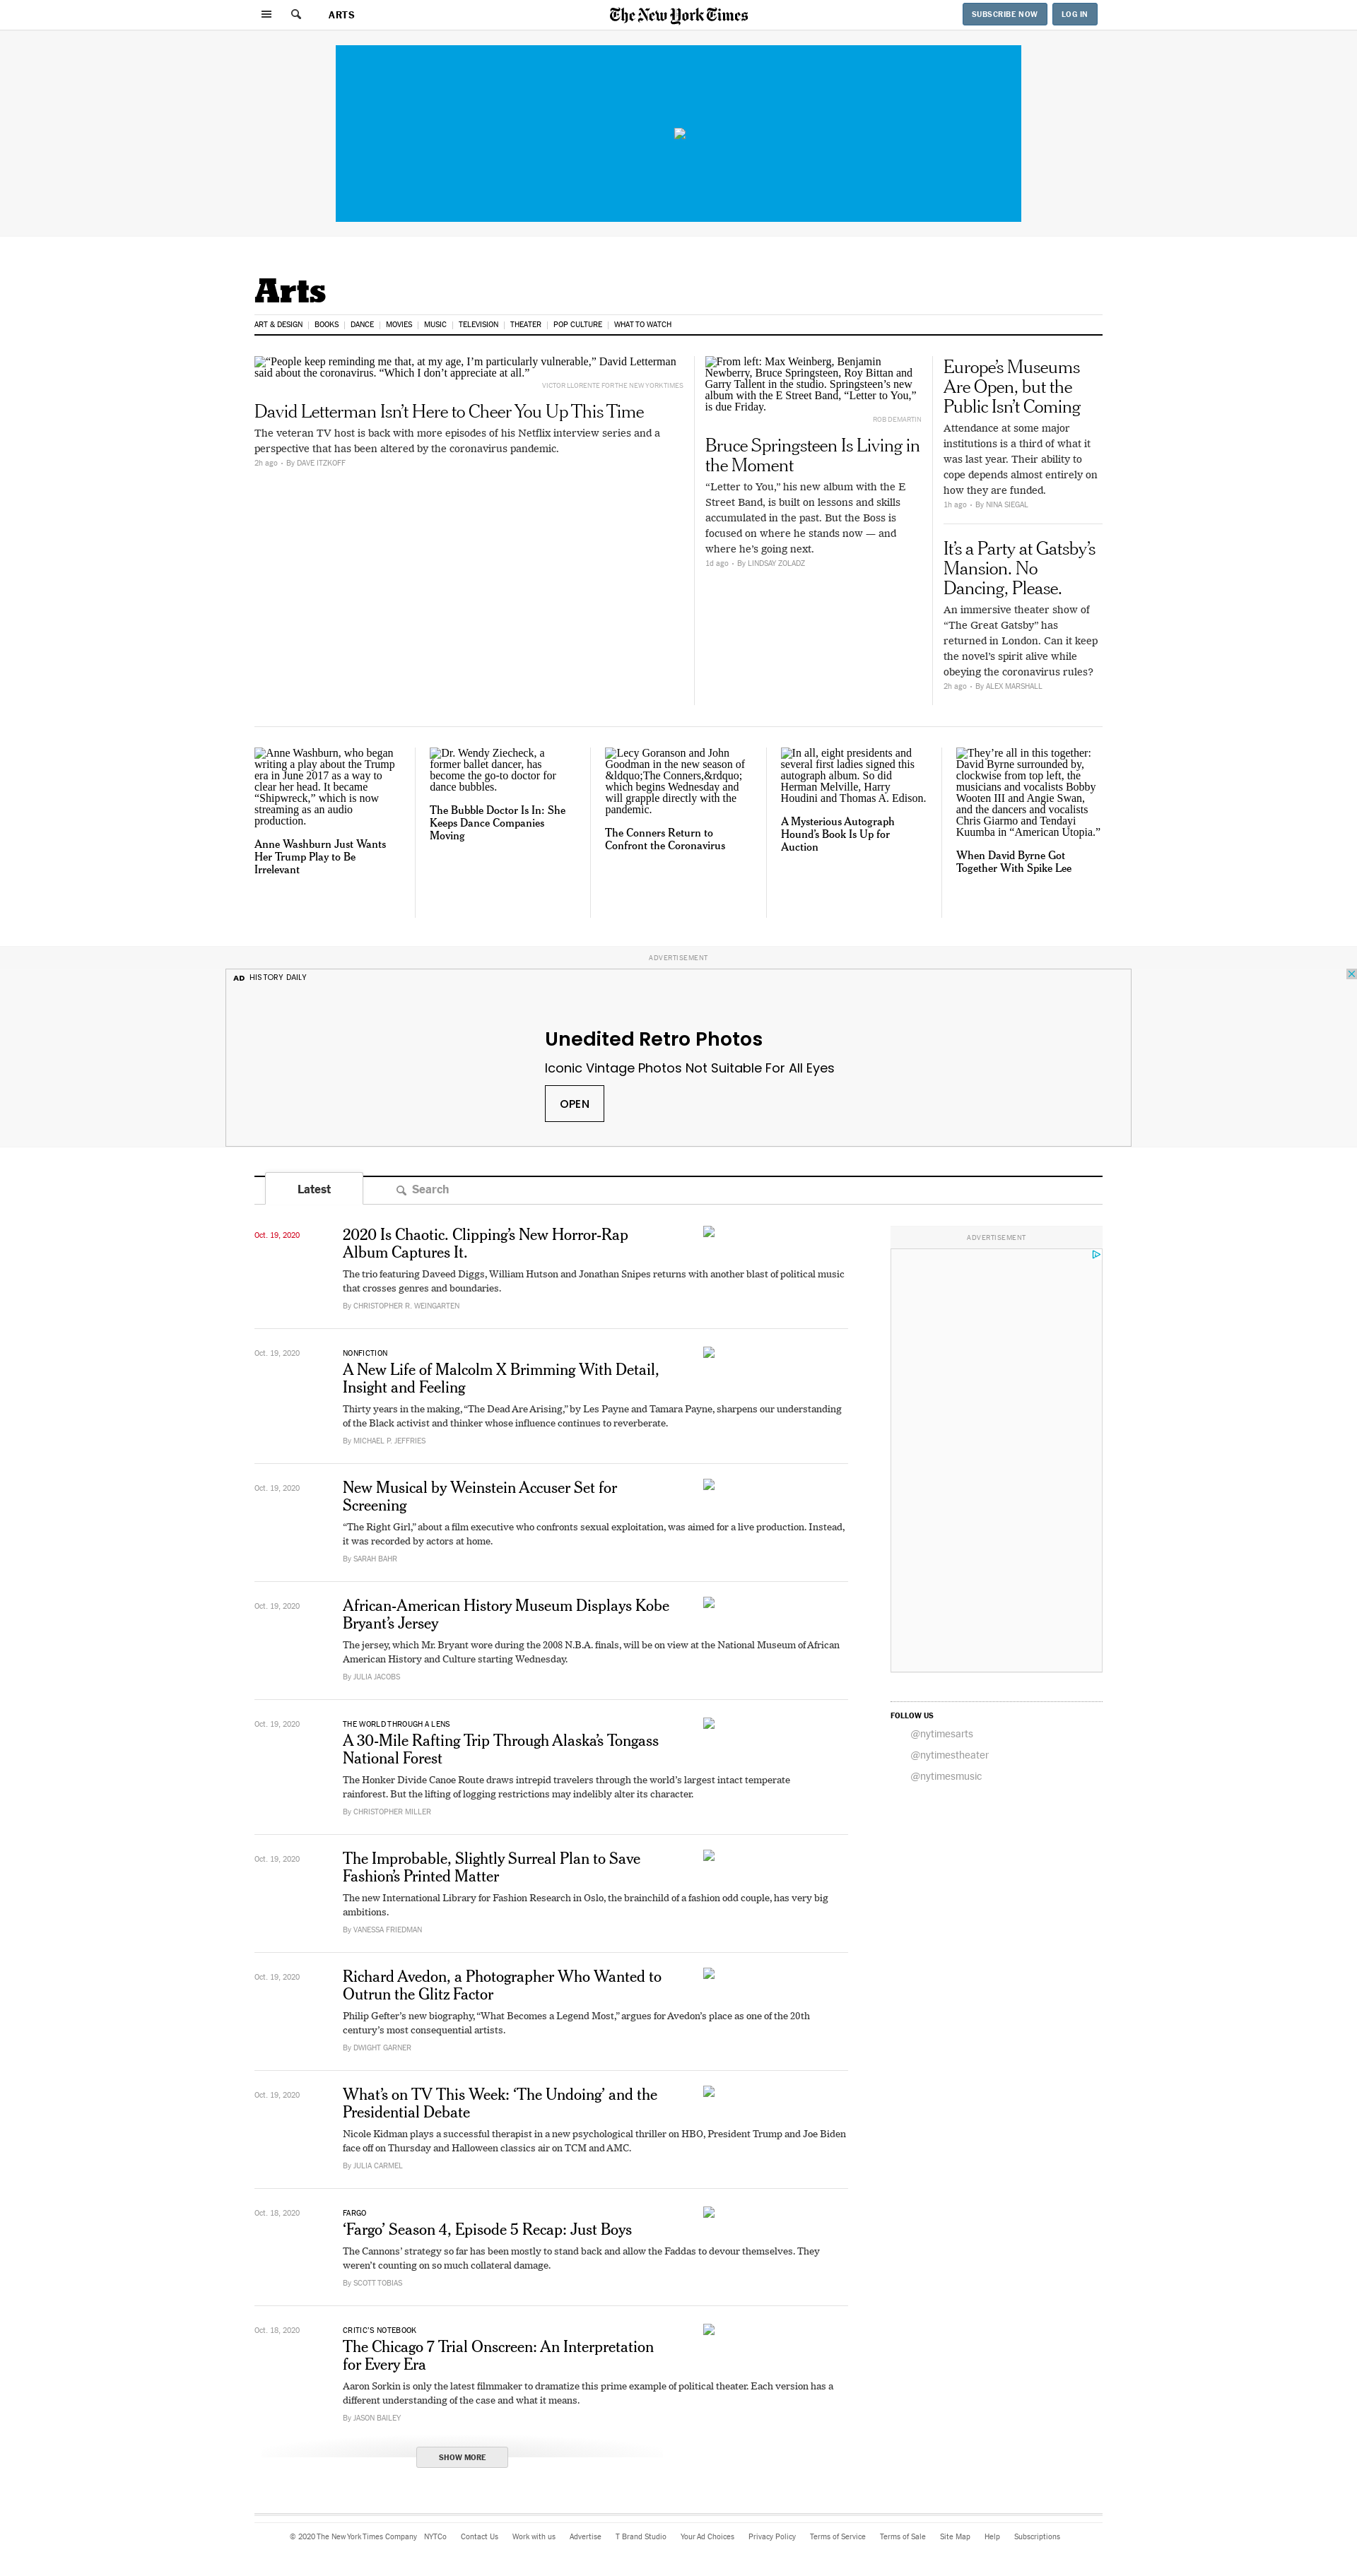 ARTS
The New York Times
SUBSCRIBE NOW
LOG IN
Arts
ART & DESIGN
BOOKS
DANCE
MOVIES
MUSIC
TELEVISION
THEATER
POP CULTURE
WHAT TO WATCH
“People keep reminding me that, at my age, I’m particularly vulnerable,” David Letterman
said about the coronavirus. “Which I don’t appreciate at all.”
VICTOR LLORENTE FOR THE NEW YORK TIMES
David Letterman Isn’t Here to Cheer You Up This Time
The veteran TV host is back with more episodes of his Netflix interview series and a
perspective that has been altered by the coronavirus pandemic.
2h ago • By DAVE ITZKOFF
From left: Max Weinberg, Benjamin
Newberry, Bruce Springsteen, Roy Bittan and
Garry Tallent in the studio. Springsteen’s new
album with the E Street Band, “Letter to You,”
is due Friday.
ROB DEMARTIN
Bruce Springsteen Is Living in
the Moment
“Letter to You,” his new album with the E
Street Band, is built on lessons and skills
accumulated in the past. But the Boss is
focused on where he stands now — and
where he’s going next.
1d ago • By LINDSAY ZOLADZ
Europe’s Museums
Are Open, but the
Public Isn’t Coming
Attendance at some major
institutions is a third of what it
was last year. Their ability to
cope depends almost entirely on
how they are funded.
1h ago • By NINA SIEGAL
It’s a Party at Gatsby’s
Mansion. No
Dancing, Please.
An immersive theater show of
“The Great Gatsby” has
returned in London. Can it keep
the novel’s spirit alive while
obeying the coronavirus rules?
2h ago • By ALEX MARSHALL
Anne Washburn, who began
writing a play about the Trump
era in June 2017 as a way to
clear her head. It became
“Shipwreck,” which is now
streaming as an audio
production.
Anne Washburn Just Wants
Her Trump Play to Be
Irrelevant
Dr. Wendy Ziecheck, a
former ballet dancer, has
become the go-to doctor for
dance bubbles.
The Bubble Doctor Is In: She
Keeps Dance Companies
Moving
Lecy Goranson and John
Goodman in the new season of
&ldquo;The Conners,&rdquo;
which begins Wednesday and
will grapple directly with the
pandemic.
The Conners Return to
Confront the Coronavirus
In all, eight presidents and
several first ladies signed this
autograph album. So did
Herman Melville, Harry
Houdini and Thomas A. Edison.
A Mysterious Autograph
Hound’s Book Is Up for
Auction
They’re all in this together:
David Byrne surrounded by,
clockwise from top left, the
musicians and vocalists Bobby
Wooten III and Angie Swan,
and the dancers and vocalists
Chris Giarmo and Tendayi
Kuumba in “American Utopia.”
When David Byrne Got
Together With Spike Lee
ADVERTISEMENT
AD HISTORY DAILY
Unedited Retro Photos
Iconic Vintage Photos Not Suitable For All Eyes
OPEN
Latest
Search
Oct. 19, 2020
2020 Is Chaotic. Clipping’s New Horror-Rap
Album Captures It.
The trio featuring Daveed Diggs, William Hutson and Jonathan Snipes returns with another blast of political music
that crosses genres and boundaries.
By CHRISTOPHER R. WEINGARTEN
Oct. 19, 2020
NONFICTION
A New Life of Malcolm X Brimming With Detail,
Insight and Feeling
Thirty years in the making, “The Dead Are Arising,” by Les Payne and Tamara Payne, sharpens our understanding
of the Black activist and thinker whose influence continues to reverberate.
By MICHAEL P. JEFFRIES
Oct. 19, 2020
New Musical by Weinstein Accuser Set for
Screening
“The Right Girl,” about a film executive who confronts sexual exploitation, was aimed for a live production. Instead,
it was recorded by actors at home.
By SARAH BAHR
Oct. 19, 2020
African-American History Museum Displays Kobe
Bryant’s Jersey
The jersey, which Mr. Bryant wore during the 2008 N.B.A. finals, will be on view at the National Museum of African
American History and Culture starting Wednesday.
By JULIA JACOBS
Oct. 19, 2020
THE WORLD THROUGH A LENS
A 30-Mile Rafting Trip Through Alaska’s Tongass
National Forest
The Honker Divide Canoe Route draws intrepid travelers through the world’s largest intact temperate
rainforest. But the lifting of logging restrictions may indelibly alter its character.
By CHRISTOPHER MILLER
Oct. 19, 2020
The Improbable, Slightly Surreal Plan to Save
Fashion’s Printed Matter
The new International Library for Fashion Research in Oslo, the brainchild of a fashion odd couple, has very big
ambitions.
By VANESSA FRIEDMAN
Oct. 19, 2020
Richard Avedon, a Photographer Who Wanted to
Outrun the Glitz Factor
Philip Gefter’s new biography, “What Becomes a Legend Most,” argues for Avedon’s place as one of the 20th
century’s most consequential artists.
By DWIGHT GARNER
Oct. 19, 2020
What’s on TV This Week: ‘The Undoing’ and the
Presidential Debate
Nicole Kidman plays a successful therapist in a new psychological thriller on HBO, President Trump and Joe Biden
face off on Thursday and Halloween classics air on TCM and AMC.
By JULIA CARMEL
Oct. 18, 2020
FARGO
‘Fargo’ Season 4, Episode 5 Recap: Just Boys
The Cannons’ strategy so far has been mostly to stand back and allow the Faddas to devour themselves. They
weren’t counting on so much collateral damage.
By SCOTT TOBIAS
Oct. 18, 2020
CRITIC’S NOTEBOOK
The Chicago 7 Trial Onscreen: An Interpretation
for Every Era
Aaron Sorkin is only the latest filmmaker to dramatize this prime example of political theater. Each version has a
different understanding of the case and what it means.
By JASON BAILEY
SHOW MORE
ADVERTISEMENT
FOLLOW US
@nytimesarts
@nytimestheater
@nytimesmusic
© 2020 The New York Times Company
NYTCo
Contact Us
Work with us
Advertise
T Brand Studio
Your Ad Choices
Privacy Policy
Terms of Service
Terms of Sale
Site Map
Help
Subscriptions